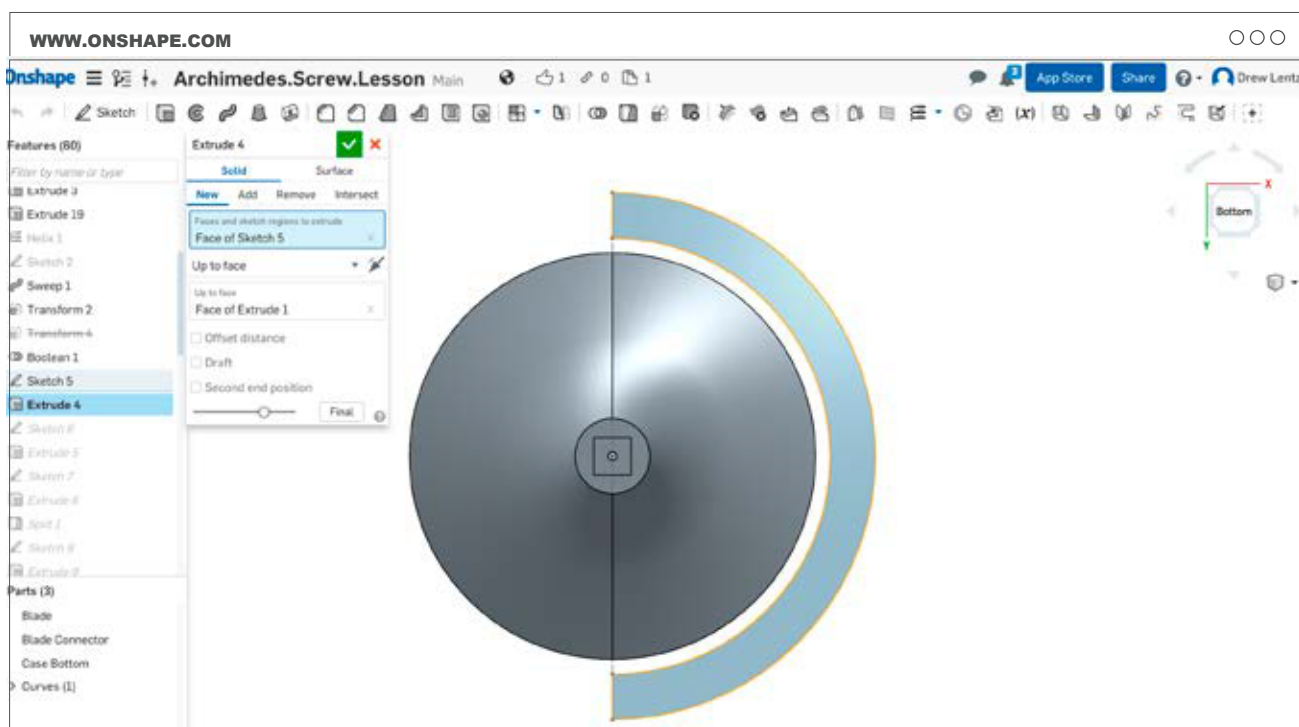 WWW.ONSHAPE.COM
Onshape Archimedes.Screw.Lesson Main 1 0 1 2 App Store Share Drew Lentz
Sketch (x)
Features (80)
Filter by name or type
Extrude 3
Extrude 19
Helix 1
Sketch 2
Sweep 1
Transform 2
Transform 4
Boolean 1
Sketch 5
Extrude 4
Sketch 6
Extrude 5
Sketch 7
Extrude 6
Split 1
Parts (3)
Blade
Blade Connector
Case Bottom
Curves (1)
Extrude 4
Solid Surface
New Add Remove Intersect
Faces and sketch regions to extrude
Face of Sketch 5
Up to face
Up to face
Face of Extrude 1
Offset distance
Draft
Second end position
Final
X
Bottom
Y